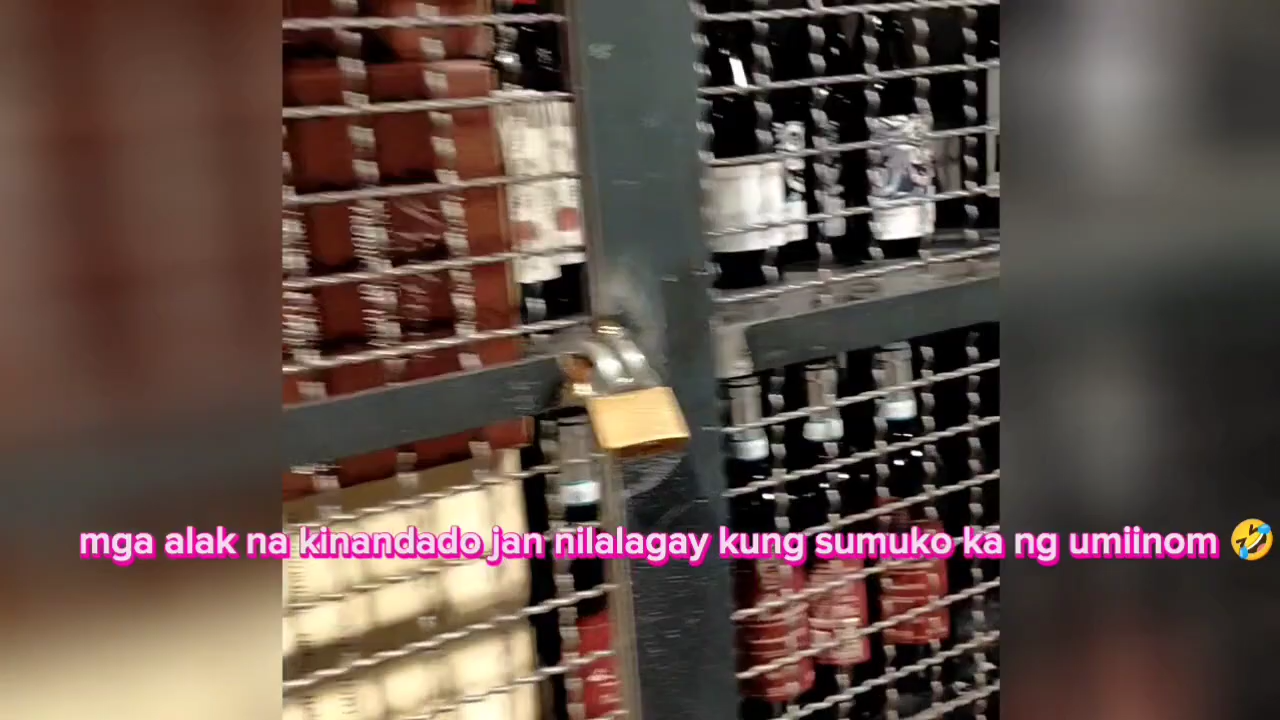 mga alak na kinandado jan nilalagay kung sumuko ka ng umiinom 🤣